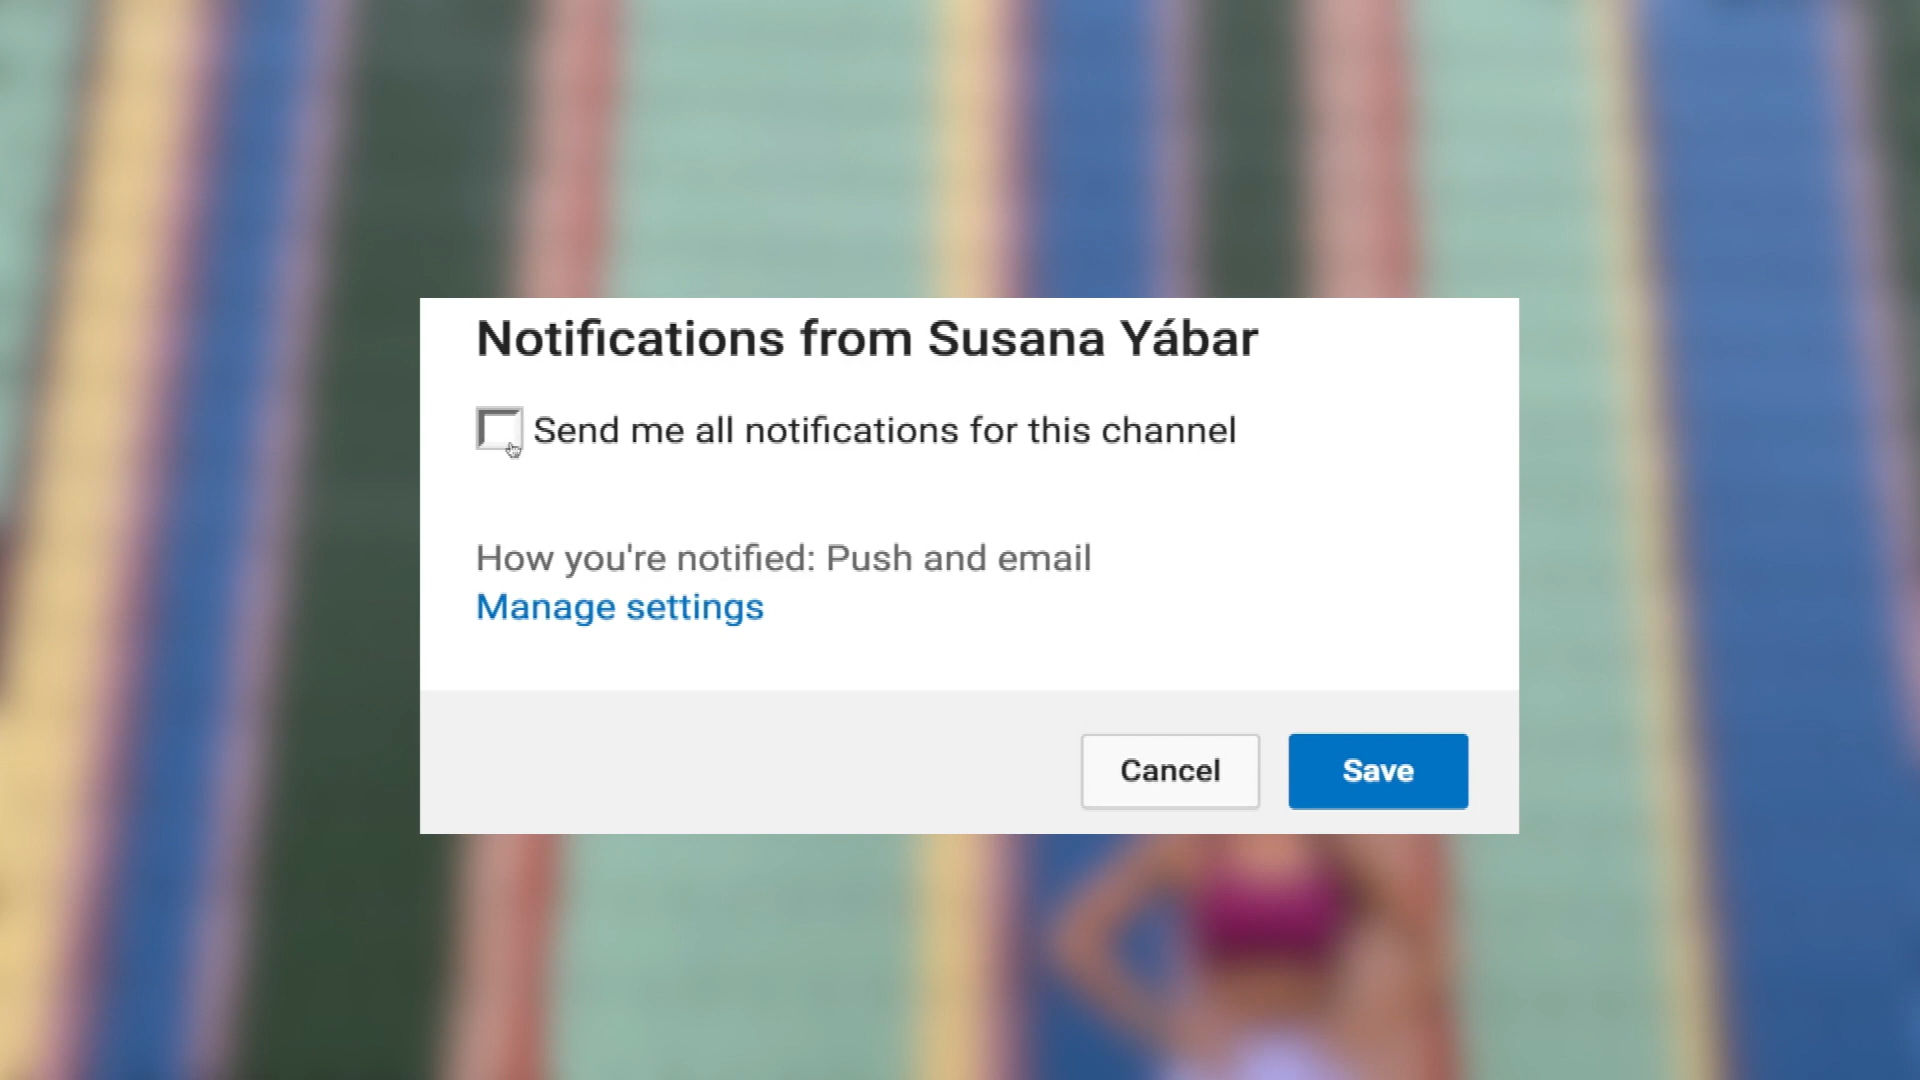 Notifications from Susana Yábar
Send me all notifications for this channel
How you're notified: Push and email
Manage settings
Cancel
Save